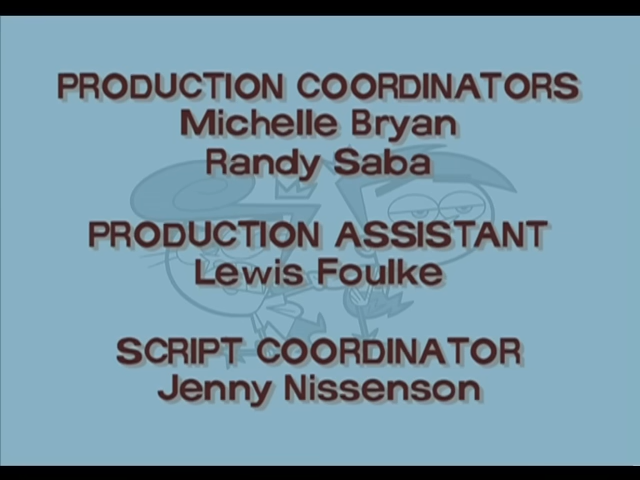 PRODUCTION COORDINATORS
Michelle Bryan
Randy Saba
PRODUCTION ASSISTANT
Lewis Foulke
SCRIPT COORDINATOR
Jenny Nissenson